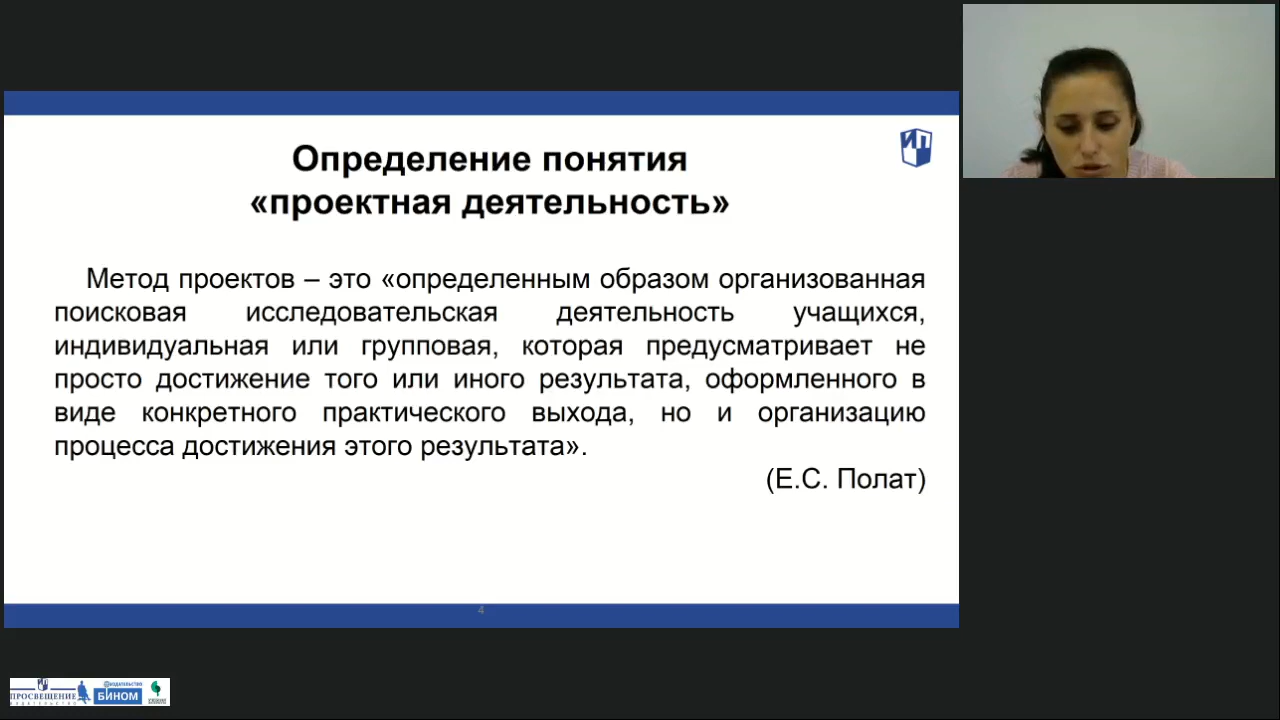 Определение понятия
«проектная деятельность»
ИП
Метод проектов – это «определенным образом организованная
поисковая исследовательская деятельность учащихся,
индивидуальная или групповая, которая предусматривает не
просто достижение того или иного результата, оформленного в
виде конкретного практического выхода, но и организацию
процесса достижения этого результата».
(Е.С. Полат)
4
ПРОСВЕЩЕНИЕ
ИЗДАТЕЛЬСТВО
ИЗДАТЕЛЬСТВО
БИНОМ